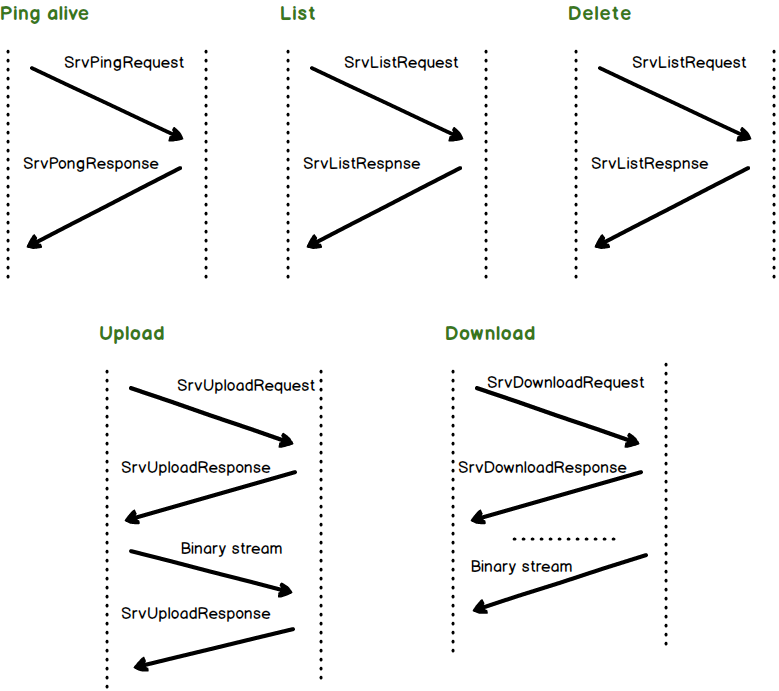 Ping alive
List
Delete
SrvPingRequest
SrvListRequest
SrvListRequest
SrvPongResponse
SrvListRespnse
SrvListRespnse
Upload
Download
SrvUploadRequest
SrvDownloadRequest
SrvUploadResponse
SrvDownloadResponse
Binary stream
Binary stream
SrvUploadResponse